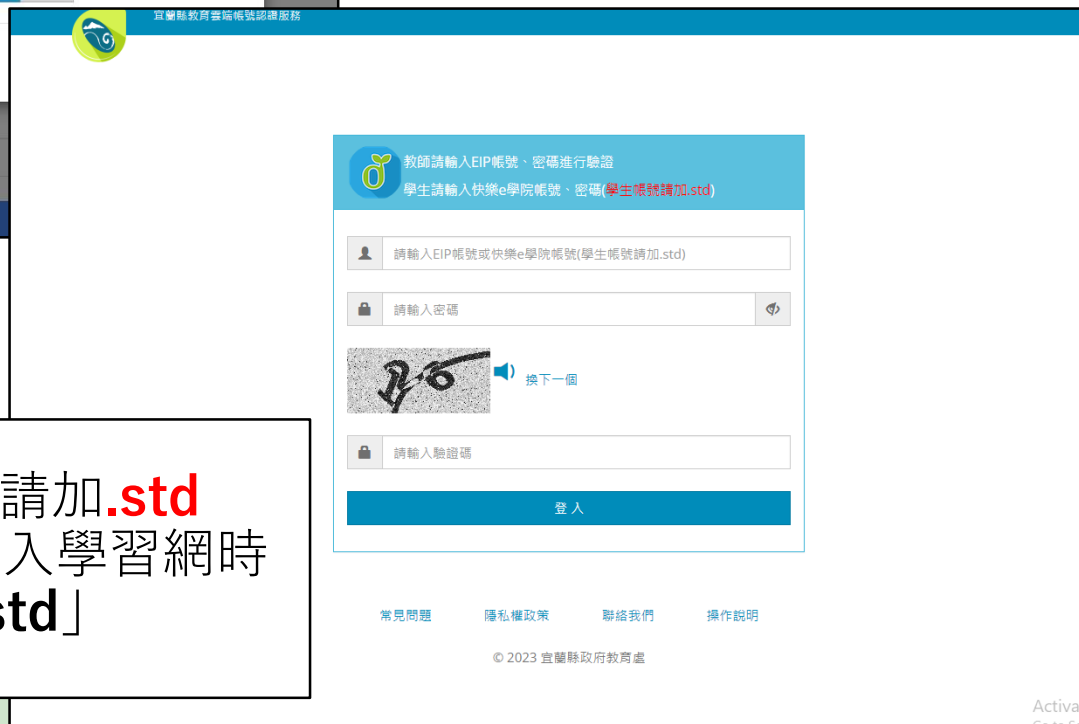 宜蘭縣教育雲端帳號認證服務
教師請輸入EIP帳號、密碼進行驗證
學生請輸入快樂e學院帳號、密碼(學生帳號請加.std)
請輸入EIP帳號或快樂e學院帳號(學生帳號請加.std)
請輸入密碼
換下一個
請輸入驗證碼
登入
請加.std
入學習網時
std」
常見問題 隱私權政策 聯絡我們 操作說明
© 2023 宜蘭縣政府教育處
Activa